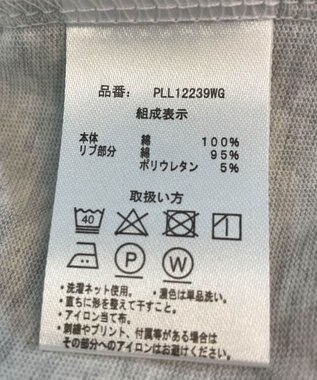 品番: PLL12239WG
組成表示
本体 綿 100%
リブ部分 綿 95%
ポリウレタン 5%
取扱い方
40
P W
・洗濯ネット使用。・濃色は単品洗い。
・直ちに形を整えて干すこと。
・アイロン当て布。
・刺繍やプリント、付属等がある場合は
その部分へのアイロンはお避けください。